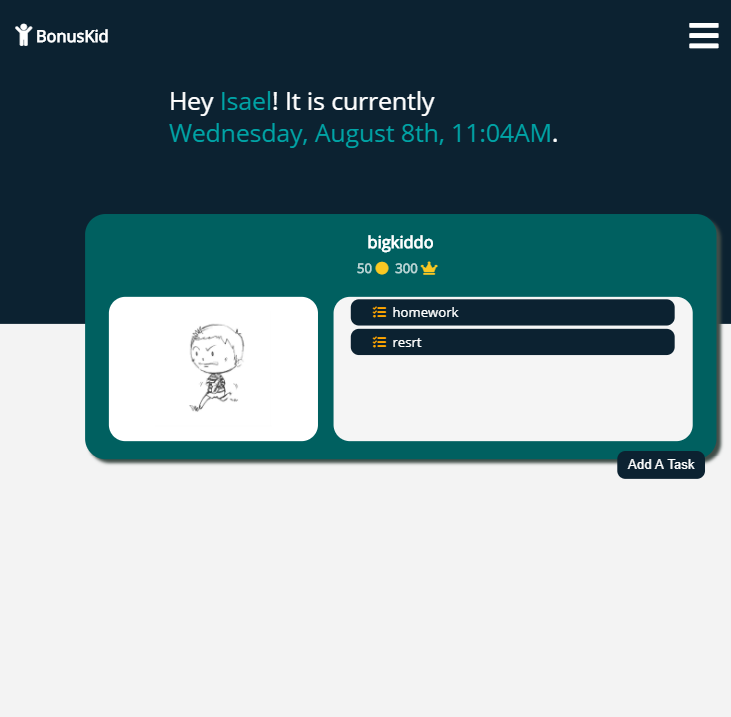 BonusKid
Hey Isael! It is currently
Wednesday, August 8th, 11:04AM.
bigkiddo
50 300
homework
resrt
Add A Task